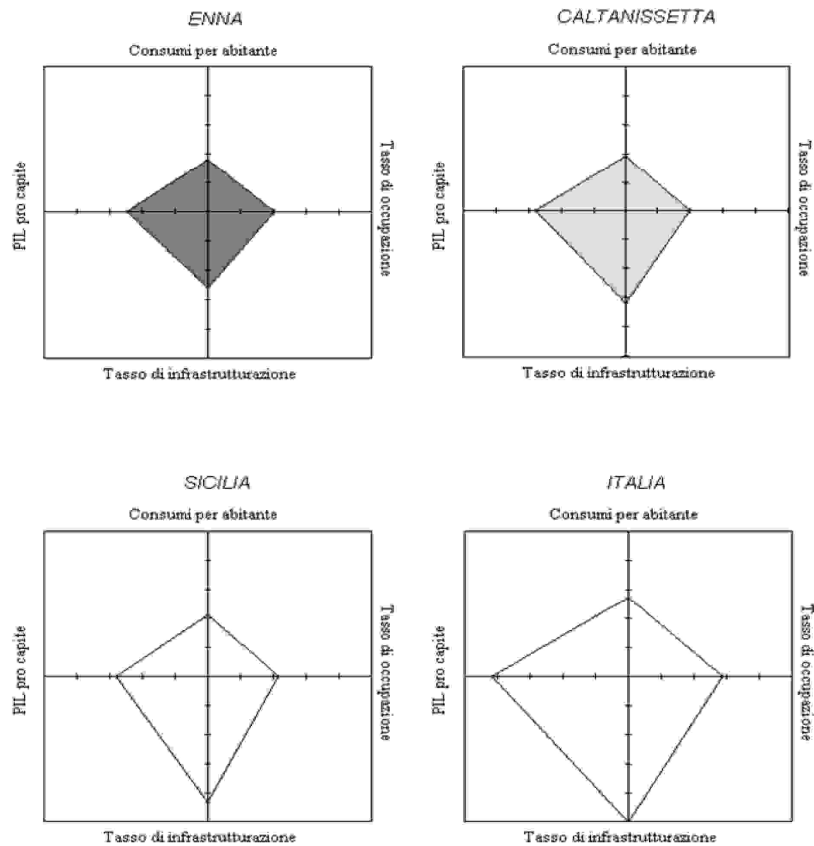 ENNA
Consumi per abitante
PIL pro capite
Tasso di occupazione
Tasso di infrastrutturazione
CALTANISSETTA
Consumi per abitante
PIL pro capite
Tasso di occupazione
Tasso di infrastrutturazione
SICILIA
Consumi per abitante
PIL pro capite
Tasso di occupazione
Tasso di infrastrutturazione
ITALIA
Consumi per abitante
PIL pro capite
Tasso di occupazione
Tasso di infrastrutturazione